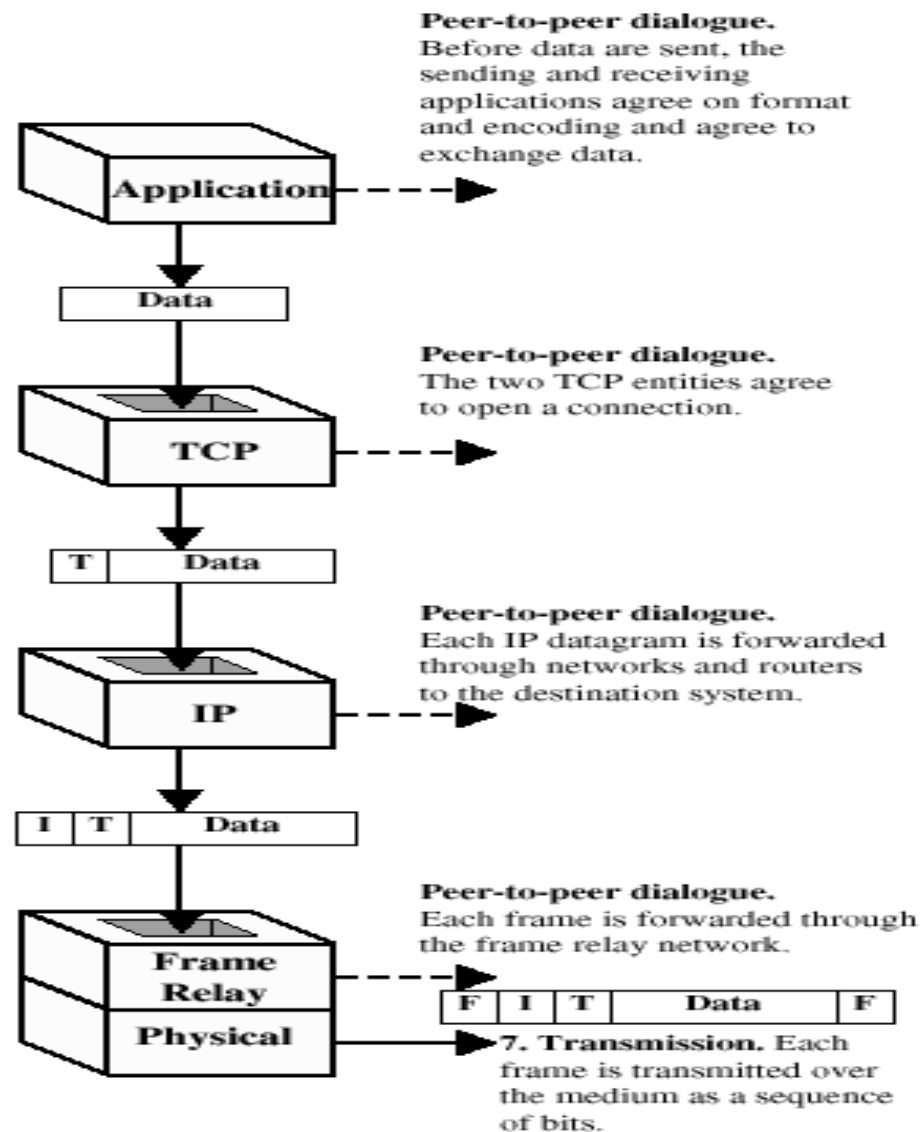 Peer-to-peer dialogue.
Before data are sent, the
sending and receiving
applications agree on format
and encoding and agree to
exchange data.
Application
Data
Peer-to-peer dialogue.
The two TCP entities agree
to open a connection.
TCP
T Data
Peer-to-peer dialogue.
Each IP datagram is forwarded
through networks and routers
to the destination system.
IP
I T Data
Peer-to-peer dialogue.
Each frame is forwarded through
the frame relay network.
Frame
Relay
F I T Data F
Physical
7. Transmission. Each
frame is transmitted over
the medium as a sequence
of bits.